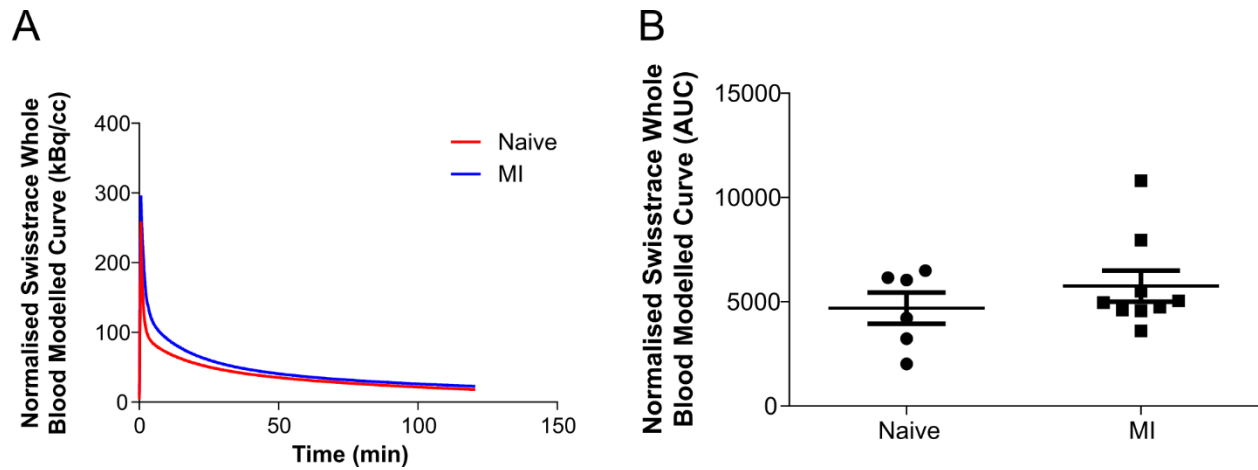 A
Normalised Swisstrace Whole
Blood Modelled Curve (kBq/cc)
400
300
200
100
0
0
50
100
150
Time (min)
Naive
MI
B
Normalised Swisstrace Whole
Blood Modelled Curve (AUC)
15000
10000
5000
0
Naive
MI